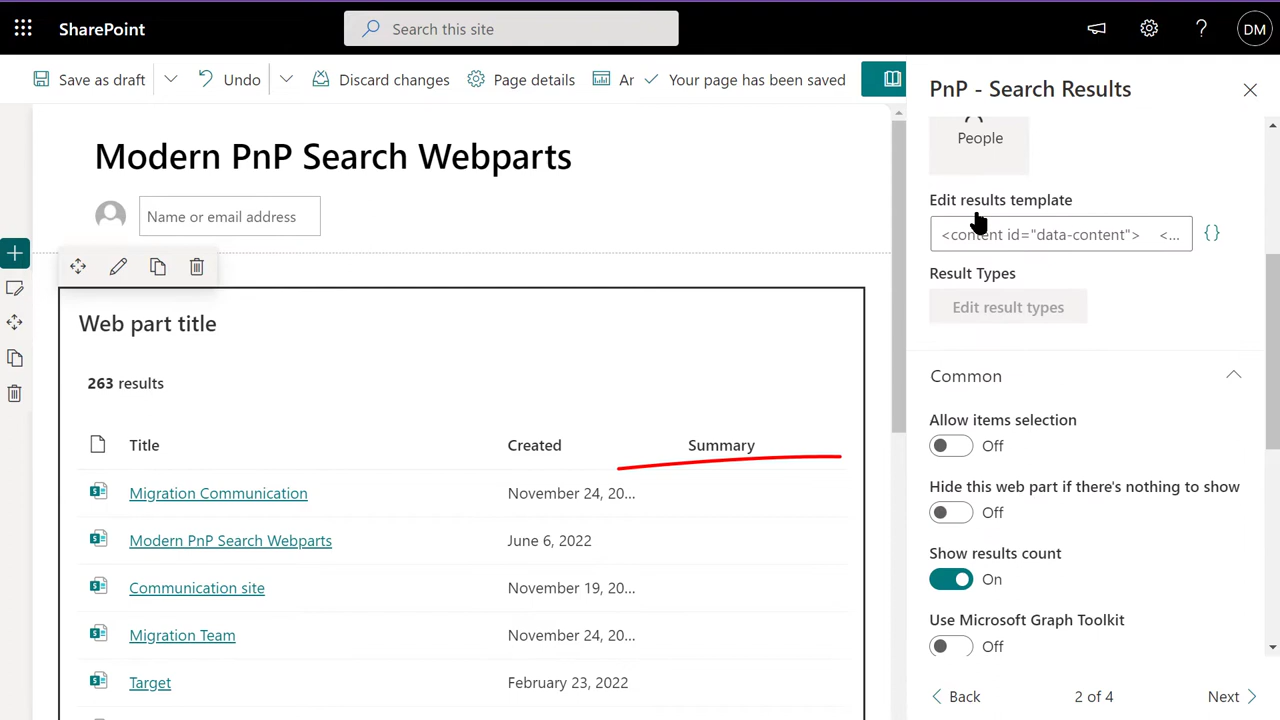 SharePoint
Search this site
DM
Save as draft
Undo
Discard changes
Page details
Ar
Your page has been saved
Modern PnP Search Webparts
Name or email address
Web part title
263 results
Title Created Summary
Migration Communication November 24, 20...
Modern PnP Search Webparts June 6, 2022
Communication site November 19, 20...
Migration Team November 24, 20...
Target February 23, 2022
PnP - Search Results
People
Edit results template
<content id="data-content"> <... {}
Result Types
Edit result types
Common
Allow items selection
Off
Hide this web part if there's nothing to show
Off
Show results count
On
Use Microsoft Graph Toolkit
Off
Back 2 of 4 Next